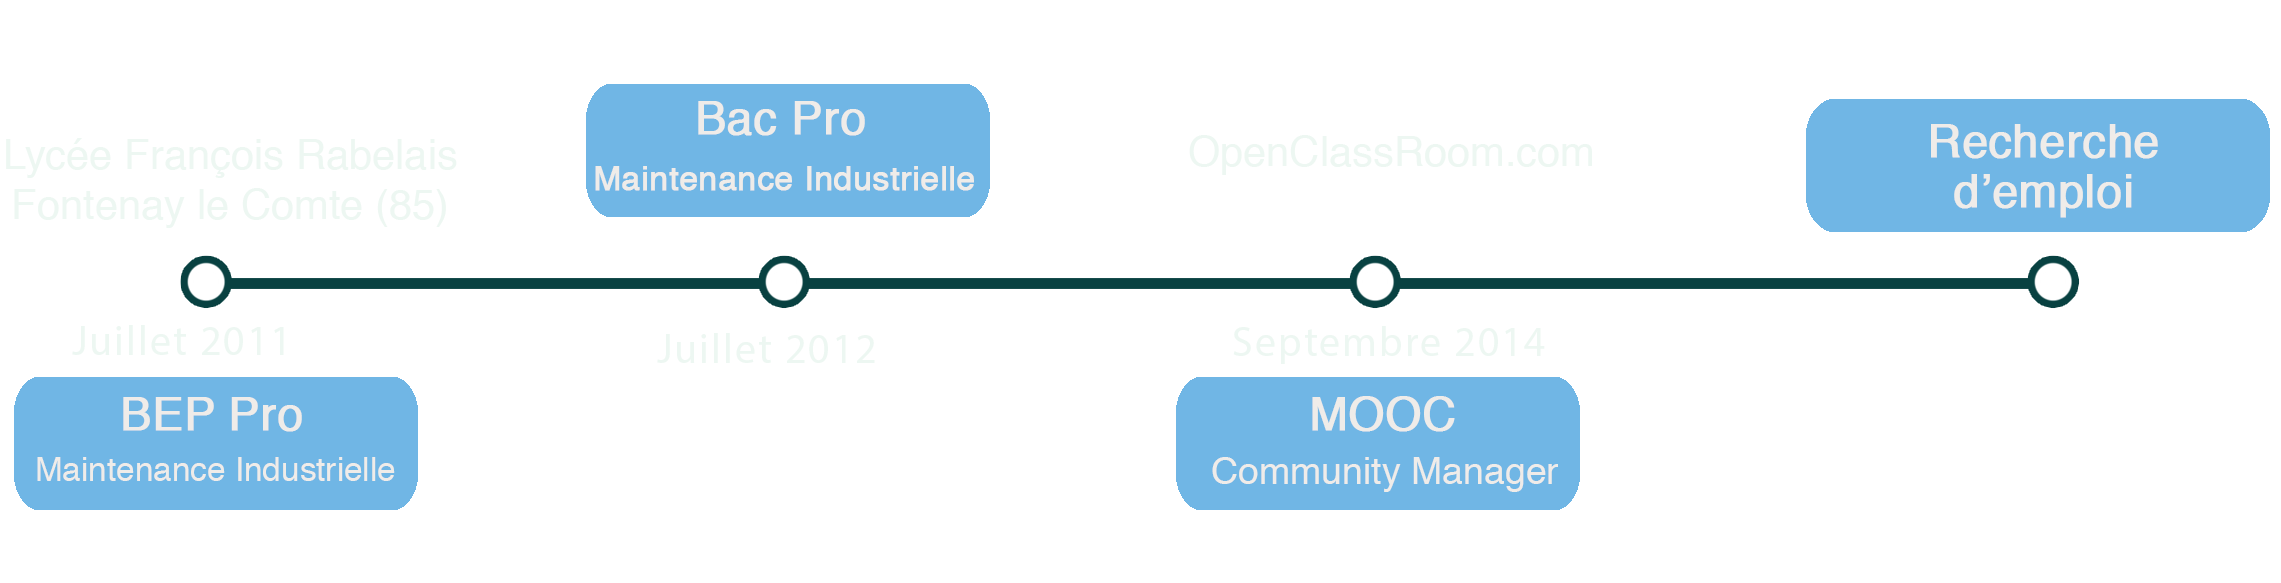 Lycée François Rabelais
Fontenay le Comte (85)
Juillet 2011
BEP Pro
Maintenance Industrielle
Bac Pro
Maintenance Industrielle
Juillet 2012
OpenClassRoom.com
Septembre 2014
MOOC
Community Manager
Recherche
d’emploi